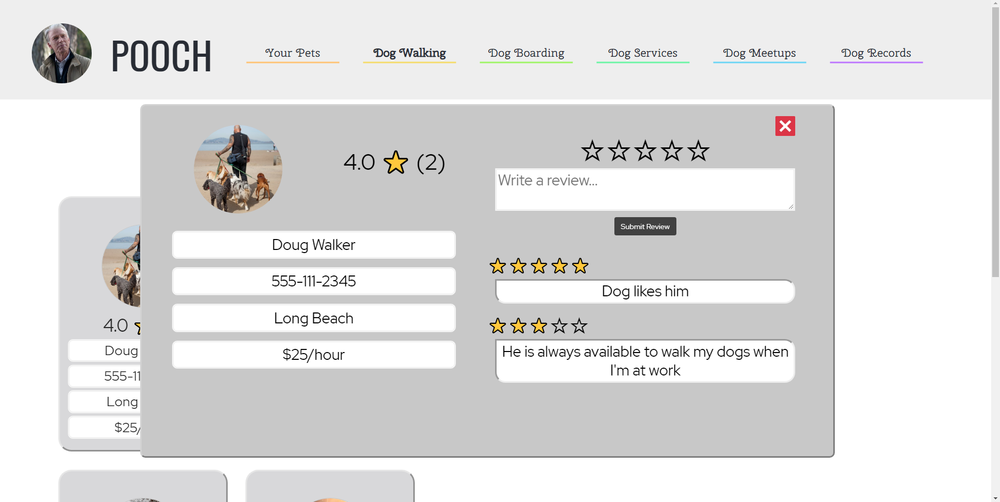 POOCH
Your Pets
Dog Walking
Dog Boarding
Dog Services
Dog Meetups
Dog Records
4.0 (2)
Doug Walker
555-111-2345
Long Beach
$25/hour
Write a review...
Submit Review
Dog likes him
He is always available to walk my dogs when
I'm at work
4.0
Doug
555-11
Long
$25/